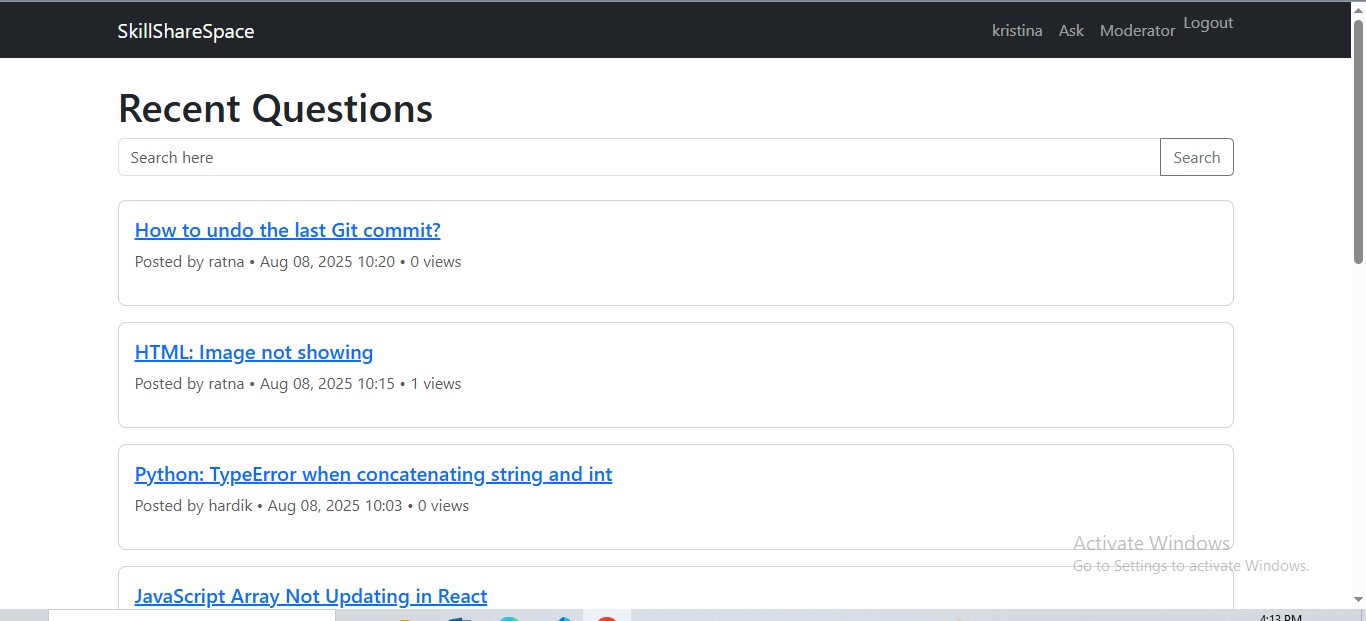 SkillShareSpace kristina Ask Moderator Logout
Recent Questions
Search here Search
How to undo the last Git commit?
Posted by ratna • Aug 08, 2025 10:20 • 0 views
HTML: Image not showing
Posted by ratna • Aug 08, 2025 10:15 • 1 views
Python: TypeError when concatenating string and int
Posted by hardik • Aug 08, 2025 10:03 • 0 views
Activate Windows
Go to Settings to activate Windows.
JavaScript Array Not Updating in React
4:13 PM